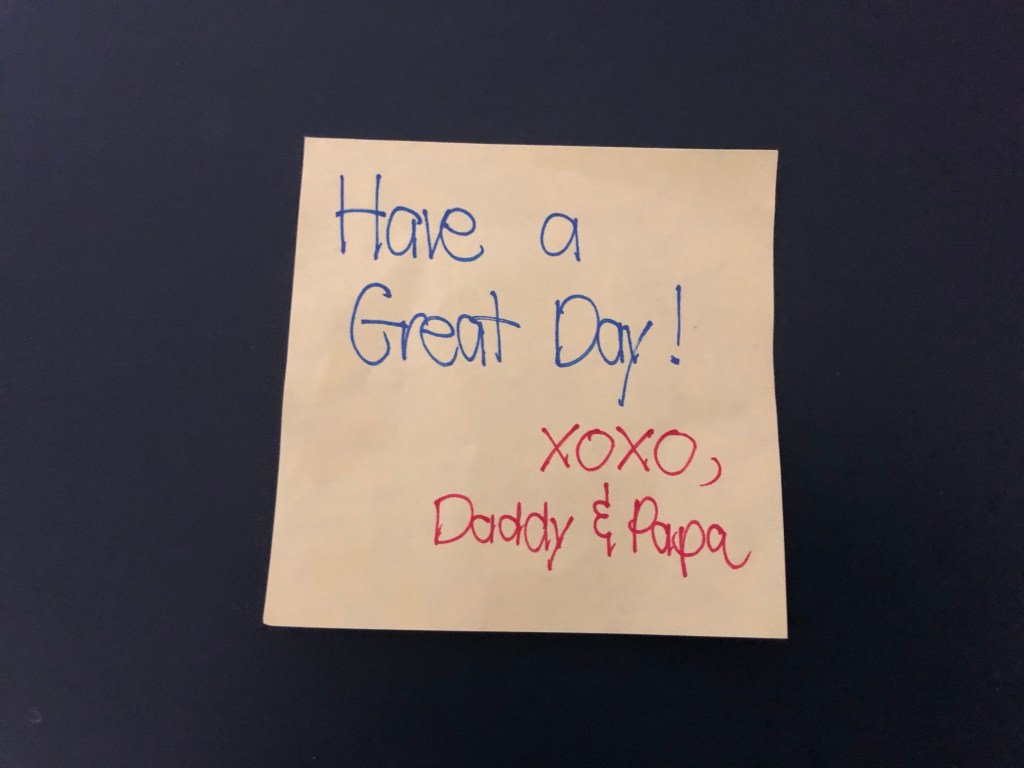 Have a
Great Day!
XOXO,
Daddy & Papa